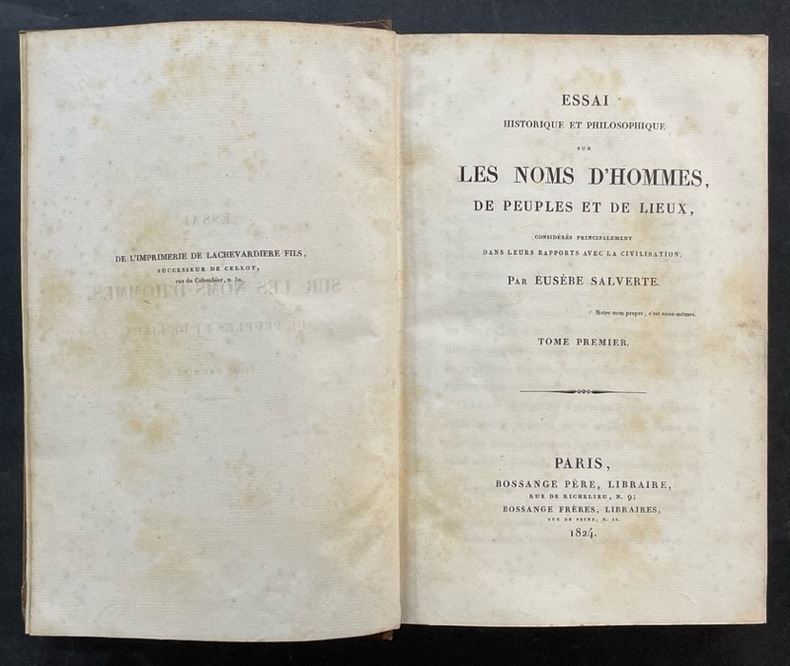 DE L'IMPRIMERIE DE LACHEVARDIERE FILS,
SUCCESSEUR DE CELLOT,
rue du Colombier, n. 30.
ESSAI
HISTORIQUE ET PHILOSOPHIQUE
SUR
LES NOMS D'HOMMES,
DE PEUPLES ET DE LIEUX,
CONSIDÉRÉS PRINCIPALEMENT
DANS LEURS RAPPORTS AVEC LA CIVILISATION;
PAR EUSÈBE SALVERTE.
Notre nom propre, c'est nous-mêmes.
TOME PREMIER.
PARIS,
BOSSANGE PÈRE, LIBRAIRE,
RUE DE RICHELIEU, N. 9;
BOSSANGE FRÈRES, LIBRAIRES,
RUE DE SEINE, N. 12.
1824.